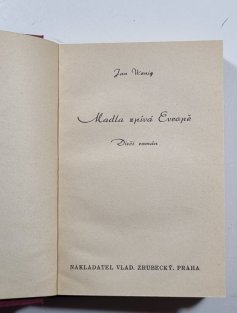 Jan Wenig
Madla zpívá Evropě
Dívčí román
NAKLADATEL VLAD. ZRUBECKÝ, PRAHA